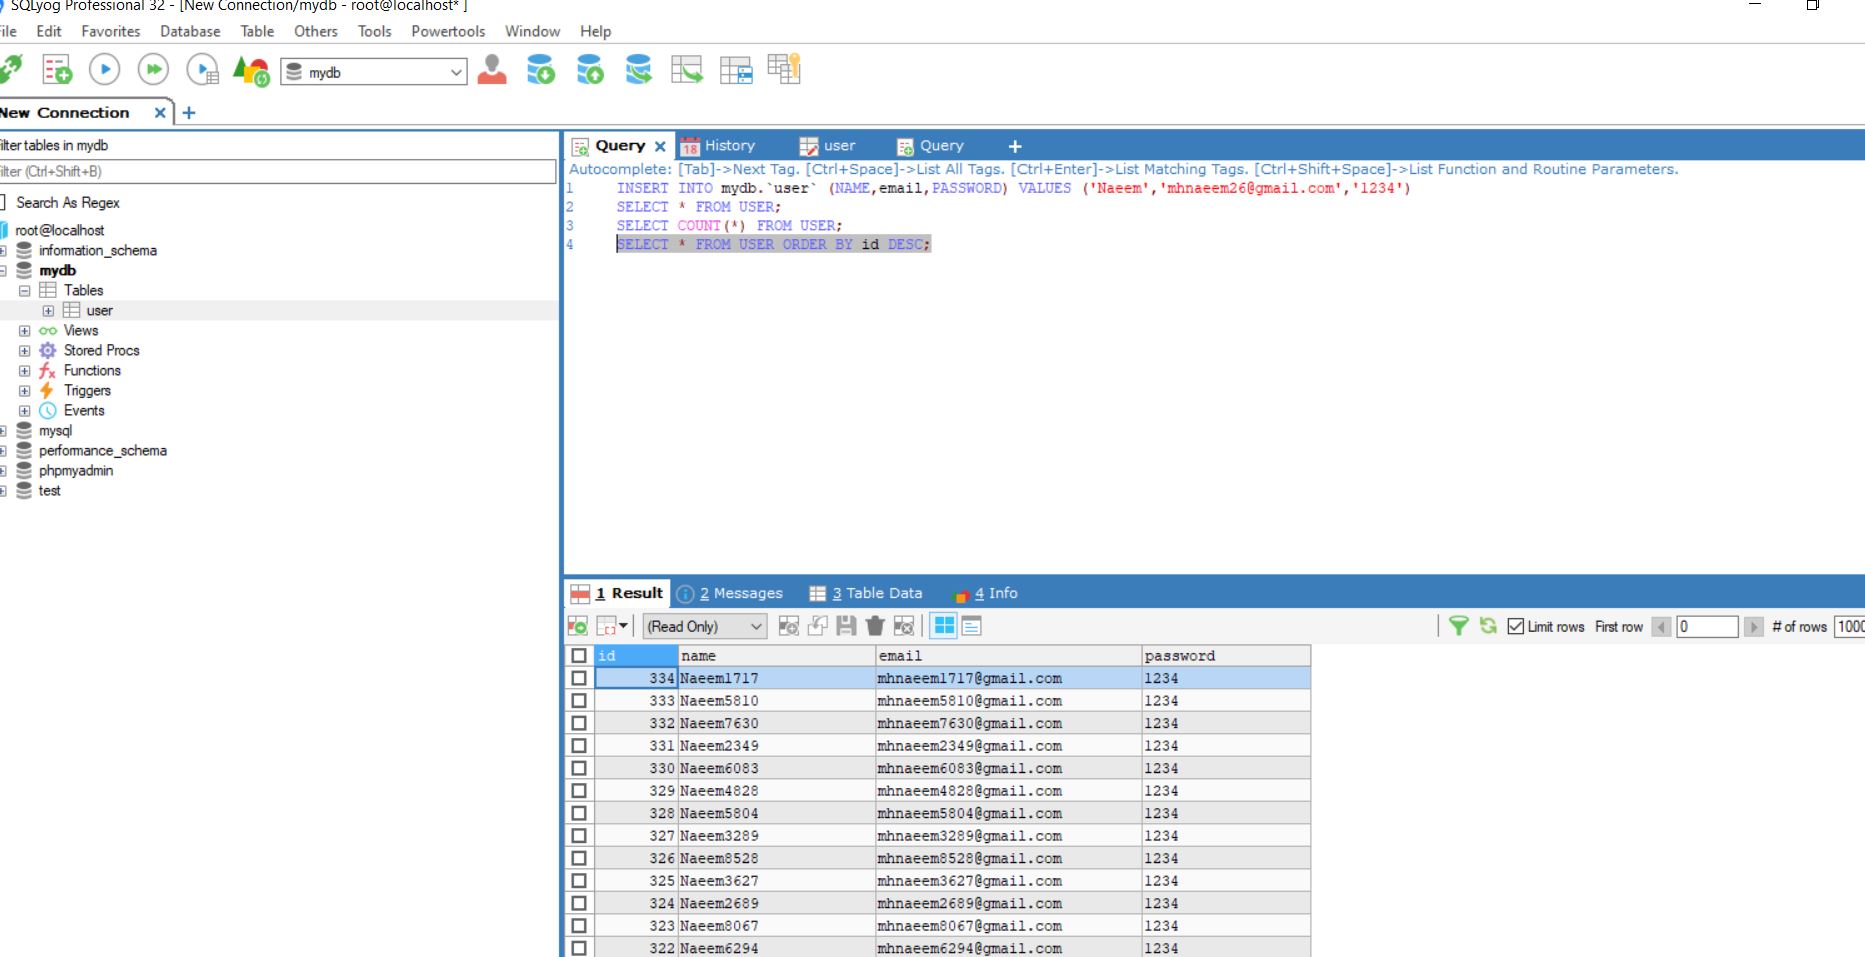 SQLyog Professional 32 - [New Connection/mydb - root@localhost* ]
ile Edit Favorites Database Table Others Tools Powertools Window Help
mydb
New Connection
ilter tables in mydb
ilter (Ctrl+Shift+B)
Search As Regex
root@localhost
information_schema
mydb
Tables
user
Views
Stored Procs
Functions
Triggers
Events
mysql
performance_schema
phpmyadmin
test
Query 18 History user Query
Autocomplete: [Tab]->Next Tag. [Ctrl+Space]->List All Tags. [Ctrl+Enter]->List Matching Tags. [Ctrl+Shift+Space]->List Function and Routine Parameters.
1 INSERT INTO mydb.`user` (NAME,email,PASSWORD) VALUES ('Naeem','mhnaeem26@gmail.com','1234')
2 SELECT * FROM USER;
3 SELECT COUNT(*) FROM USER;
4 SELECT * FROM USER ORDER BY id DESC;
1 Result 2 Messages 3 Table Data 4 Info
(Read Only) Limit rows First row 0 # of rows 1000
id name email password
334 Naeem1717 mhnaeem1717@gmail.com 1234
333 Naeem5810 mhnaeem5810@gmail.com 1234
332 Naeem7630 mhnaeem7630@gmail.com 1234
331 Naeem2349 mhnaeem2349@gmail.com 1234
330 Naeem6083 mhnaeem6083@gmail.com 1234
329 Naeem4828 mhnaeem4828@gmail.com 1234
328 Naeem5804 mhnaeem5804@gmail.com 1234
327 Naeem3289 mhnaeem3289@gmail.com 1234
326 Naeem8528 mhnaeem8528@gmail.com 1234
325 Naeem3627 mhnaeem3627@gmail.com 1234
324 Naeem2689 mhnaeem2689@gmail.com 1234
323 Naeem8067 mhnaeem8067@gmail.com 1234
322 Naeem6294 mhnaeem6294@gmail.com 1234